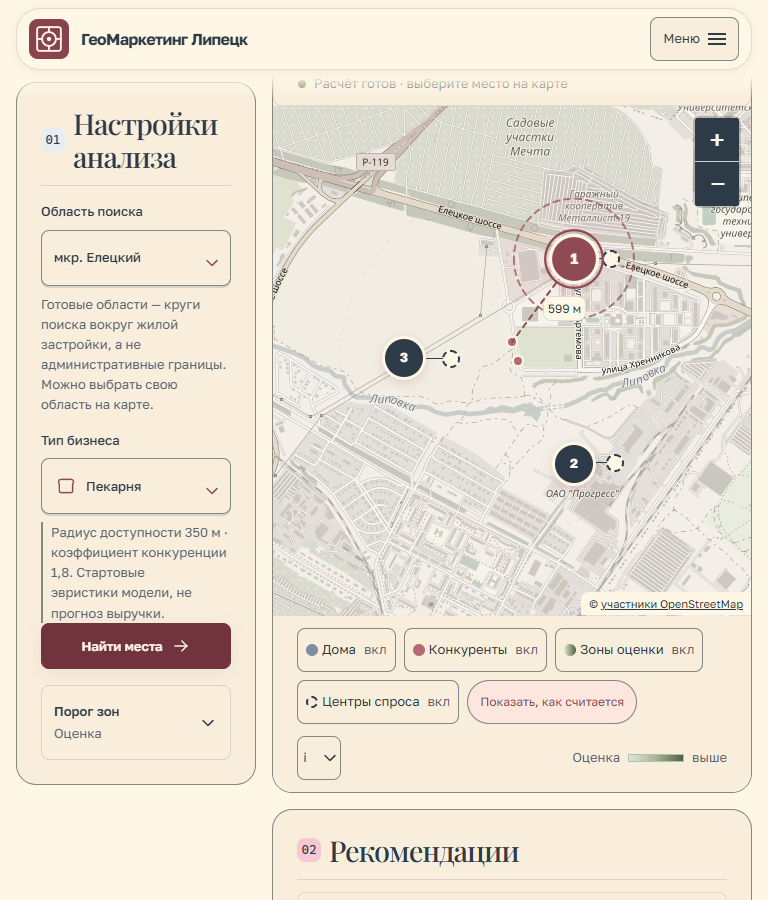 ГеоМаркетинг Липецк
Меню
01
Настройки
анализа
Область поиска
мкр. Елецкий
Готовые области — круги
поиска вокруг жилой
застройки, а не
административные границы.
Можно выбрать свою
область на карте.
Тип бизнеса
Пекарня
Радиус доступности 350 м ·
коэффициент конкуренции
1,8. Стартовые
эвристики модели, не
прогноз выручки.
Найти места
Порог зон
Оценка
Расчёт готов · выберите место на карте
Садовые
участки
Мечта
Р-119
Елецкое шоссе
Гаражный
кооператив
Металлист-19
+
−
1
Елецкое шоссе
599 м
шоссе
3
улица Хренникова
Липовка
Липовка
2
ОАО "Прогресс"
© участники OpenStreetMap
Дома вкл
Конкуренты вкл
Зоны оценки вкл
Центры спроса вкл
Показать, как считается
i
Оценка
выше
02
Рекомендации